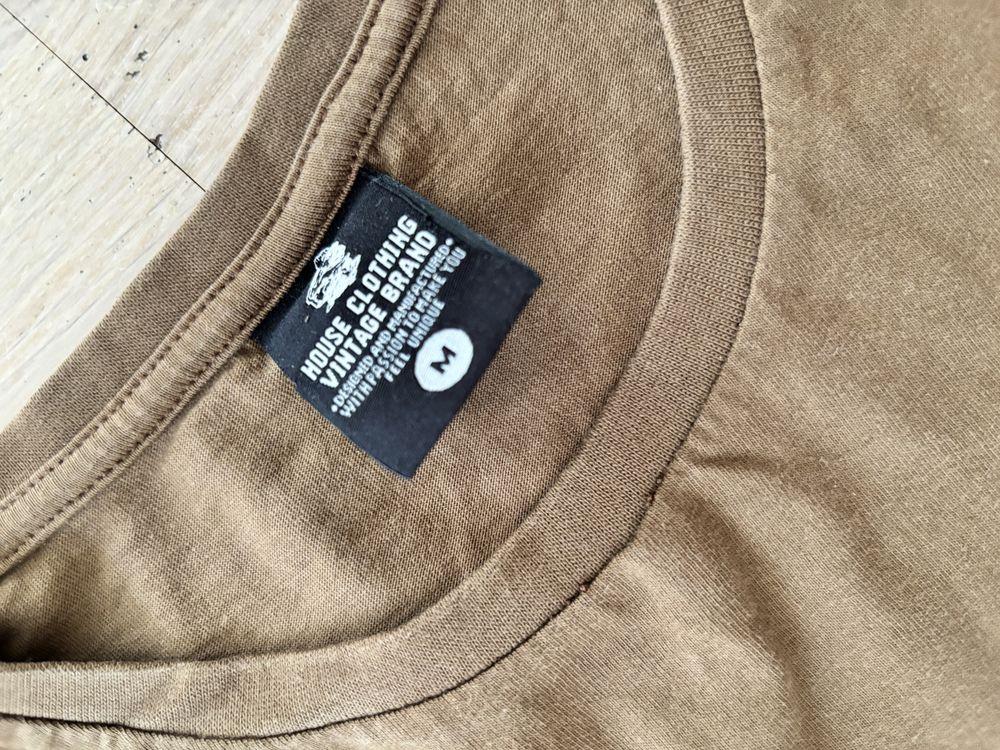 HOUSE CLOTHING
VINTAGE BRAND
•DESIGNED AND MANUFACTURED•
WITH PASSION TO MAKE YOU
FEEL UNIQUE
M